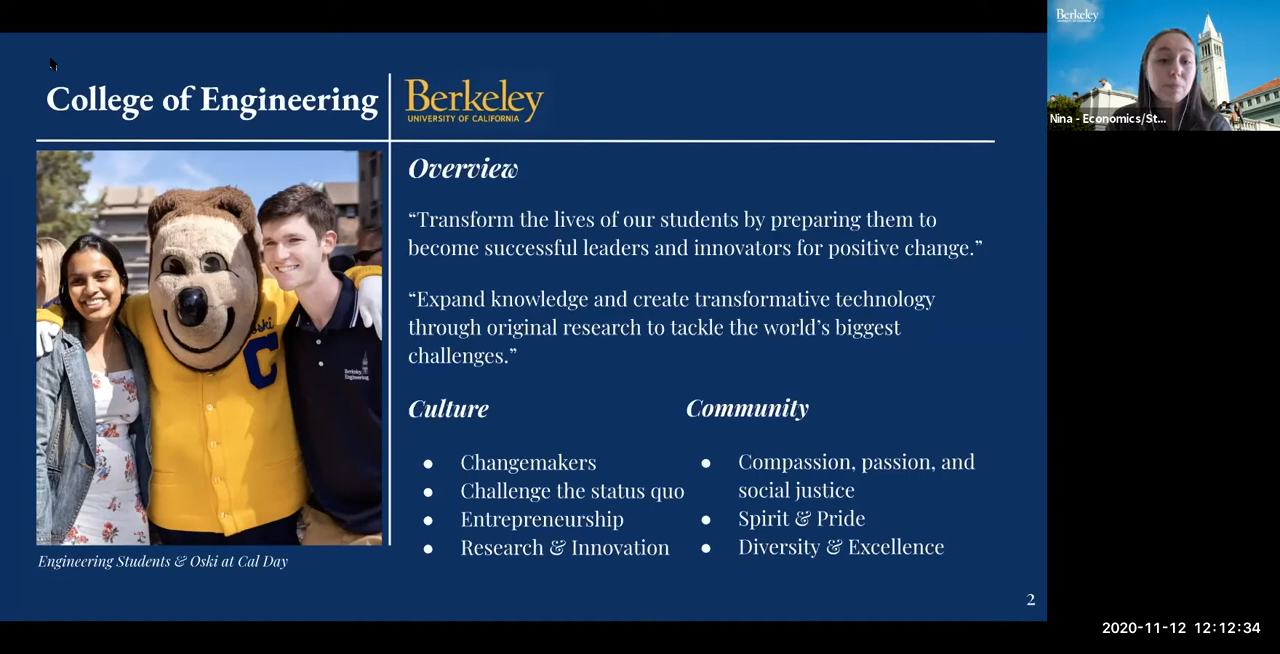 College of Engineering
Berkeley
UNIVERSITY OF CALIFORNIA
Overview
“Transform the lives of our students by preparing them to
become successful leaders and innovators for positive change.”
“Expand knowledge and create transformative technology
through original research to tackle the world’s biggest
challenges.”
Culture
● Changemakers
● Challenge the status quo
● Entrepreneurship
● Research & Innovation
Community
● Compassion, passion, and
social justice
● Spirit & Pride
● Diversity & Excellence
oski
C
Berkeley
Engineering
Engineering Students & Oski at Cal Day
2
Berkeley
Nina - Economics/St...
2020-11-12 12:12:34